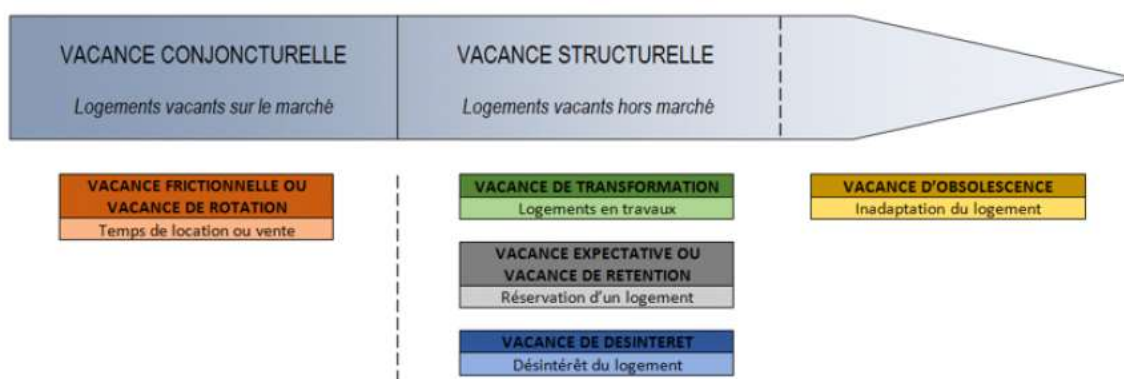 VACANCE CONJONCTURELLE
Logements vacants sur le marché
VACANCE STRUCTURELLE
Logements vacants hors marché
VACANCE FRICTIONNELLE OU
VACANCE DE ROTATION
Temps de location ou vente
VACANCE DE TRANSFORMATION
Logements en travaux
VACANCE EXPECTATIVE OU
VACANCE DE RETENTION
Réservation d'un logement
VACANCE DE DESINTERET
Désintérêt du logement
VACANCE D'OBSOLESCENCE
Inadaptation du logement